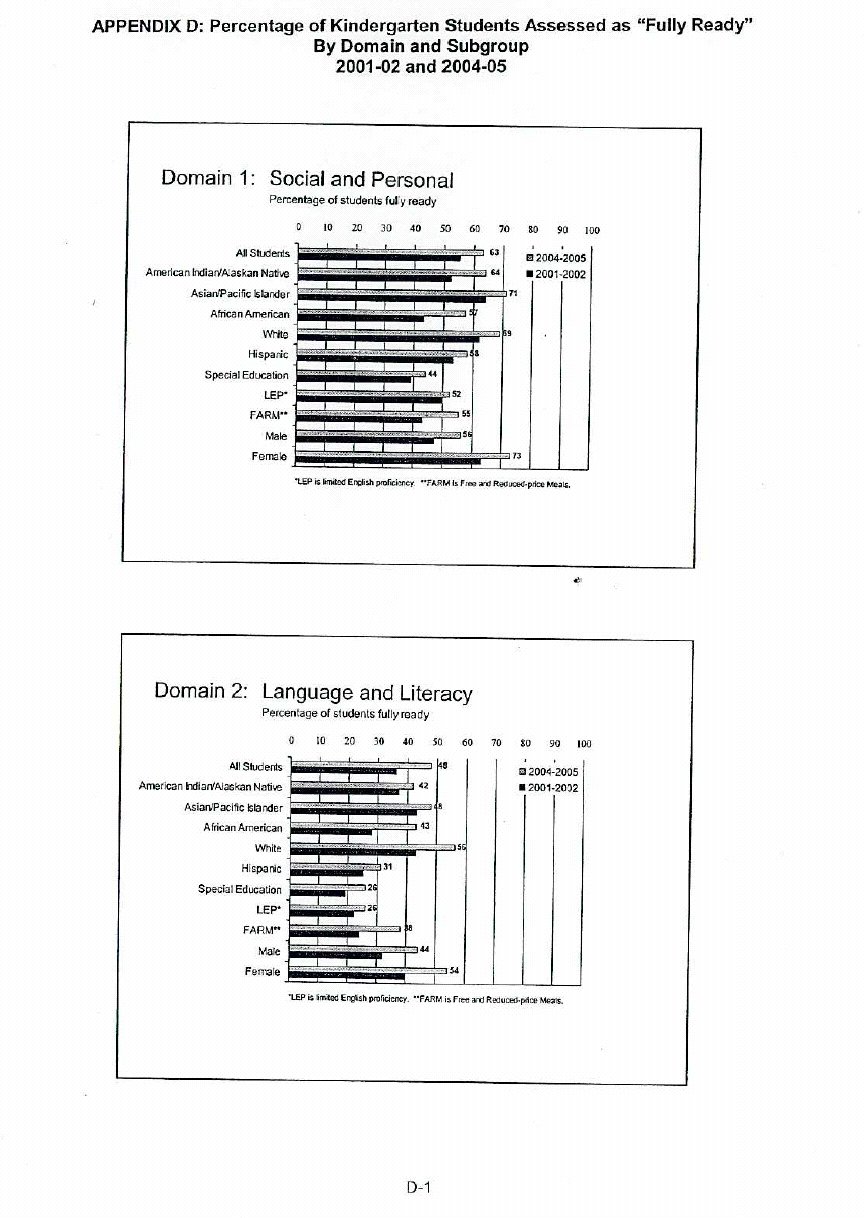 APPENDIX D: Percentage of Kindergarten Students Assessed as “Fully Ready”
By Domain and Subgroup
2001-02 and 2004-05
Domain 1: Social and Personal
Percentage of students fully ready
0 10 20 30 40 50 60 70 80 90 100
All Students 63
American Indian/Alaskan Native 64
Asian/Pacific Islander 71
African American 57
White 69
Hispanic 58
Special Education 44
LEP* 52
FARM** 55
Male 56
Female 73
2004-2005
2001-2002
*LEP is limited English proficiency. **FARM is Free and Reduced-price Meals.
Domain 2: Language and Literacy
Percentage of students fully ready
0 10 20 30 40 50 60 70 80 90 100
All Students 48
American Indian/Alaskan Native 42
Asian/Pacific Islander 48
African American 43
White 56
Hispanic 31
Special Education 26
LEP* 26
FARM** 38
Male 44
Female 54
2004-2005
2001-2002
*LEP is limited English proficiency. **FARM is Free and Reduced-price Meals.
D-1